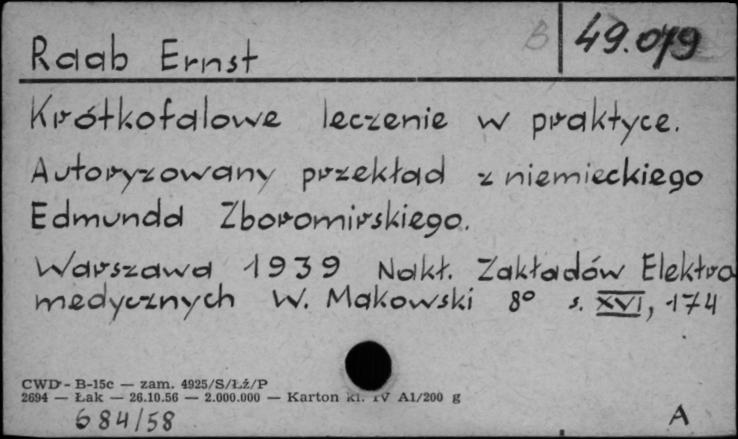 Raab Ernst B 49.079
Krótkofalowe leczenie w praktyce.
Autoryzowany przekład z niemieckiego
Edmunda Zboromirskiego.
Warszawa 1939 Nakł. Zakładów Elektro
medycznych W. Makowski 8° s. XVI, 174
CWD - B-15c — zam. 4925/S/Łź/P
2694 — Łak — 26.10.56 — 2.000.000 — Karton kl. IV A1/200 g
684/58 A